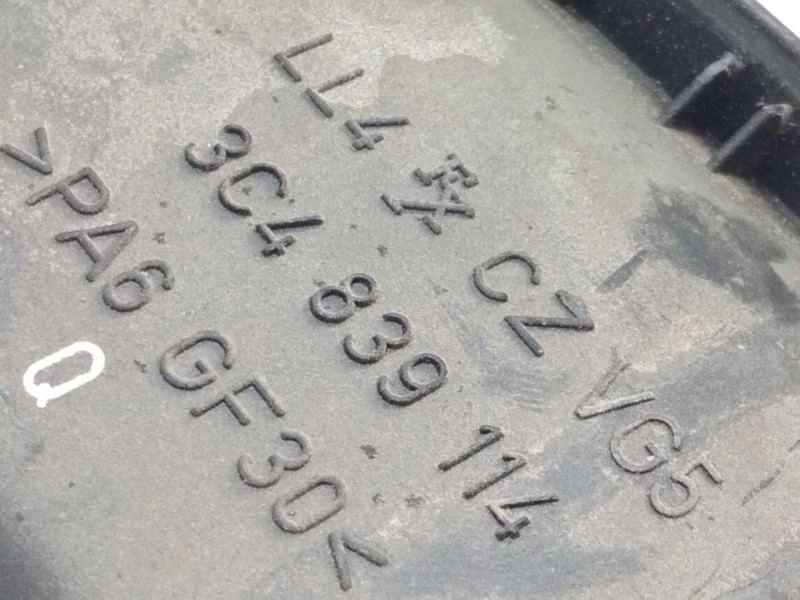 LL4 CZ VG5
3C4 839 114
>PA6 GF30<
Q